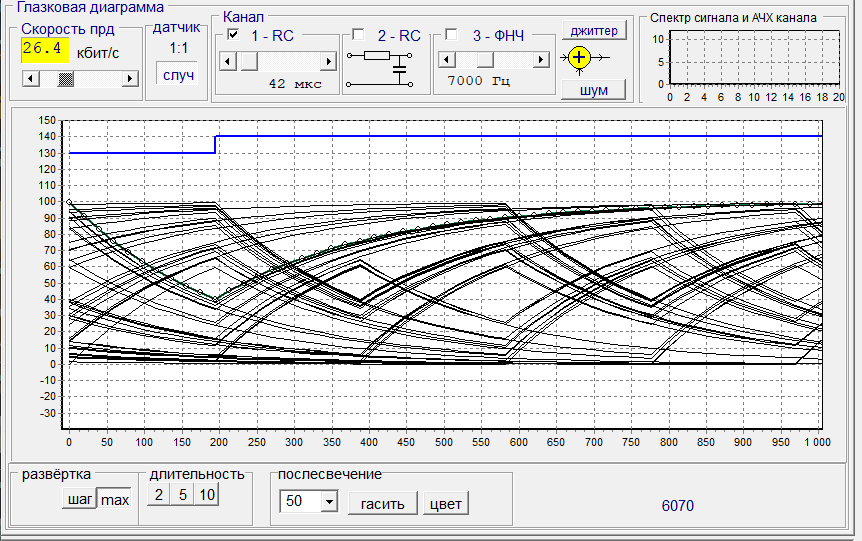 Глазковая диаграмма
Скорость прд
26.4 кбит/с
датчик
1:1
случ
Канал
1 - RC
42 мкс
2 - RC
3 - ФНЧ
7000 Гц
джиттер
+
шум
Спектр сигнала и АЧХ канала
10
5
0
0 2 4 6 8 10 12 14 16 18 20
150
140
130
120
110
100
90
80
70
60
50
40
30
20
10
0
-10
-20
-30
0 50 100 150 200 250 300 350 400 450 500 550 600 650 700 750 800 850 900 950 1 000
развёртка
шаг max
длительность
2 5 10
послесвечение
50 гасить цвет
6070